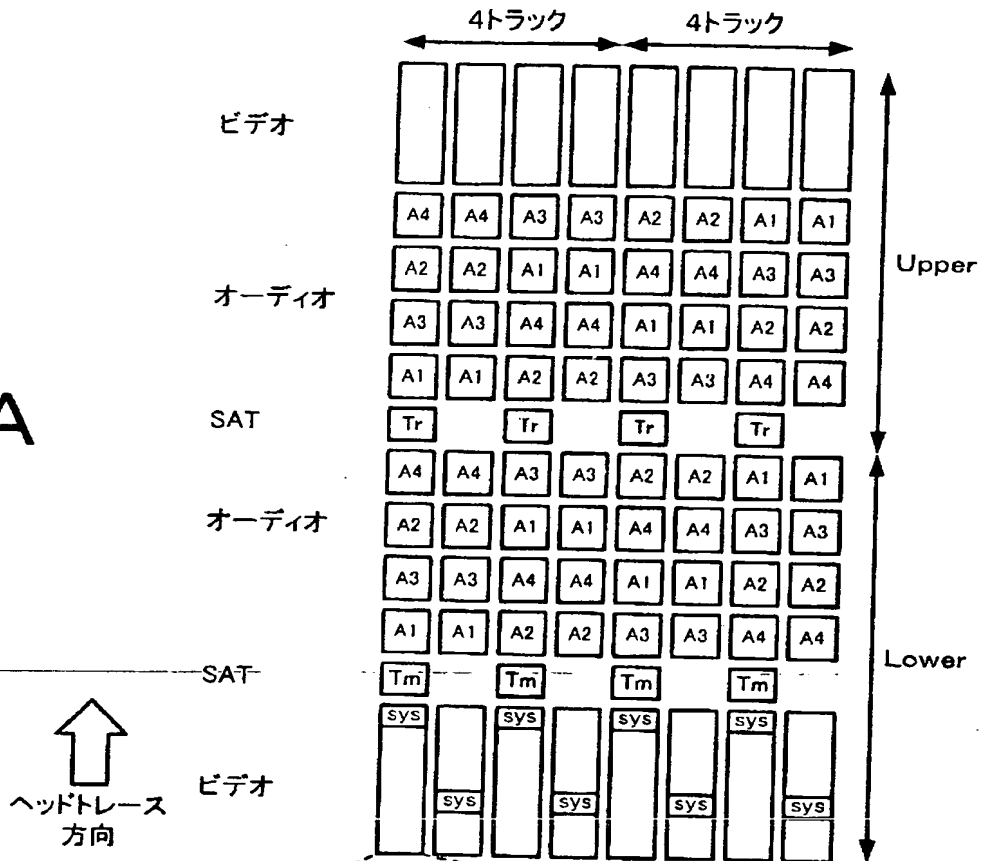 4トラック 4トラック
ビデオ
A4 A4 A3 A3 A2 A2 A1 A1
A2 A2 A1 A1 A4 A4 A3 A3
Upper
オーディオ
A3 A3 A4 A4 A1 A1 A2 A2
A1 A1 A2 A2 A3 A3 A4 A4
A
SAT Tr Tr Tr Tr
A4 A4 A3 A3 A2 A2 A1 A1
オーディオ A2 A2 A1 A1 A4 A4 A3 A3
A3 A3 A4 A4 A1 A1 A2 A2
A1 A1 A2 A2 A3 A3 A4 A4
Lower
SAT Tm Tm Tm Tm
sys sys sys sys
ビデオ
sys sys sys sys
ヘッドトレース
方向